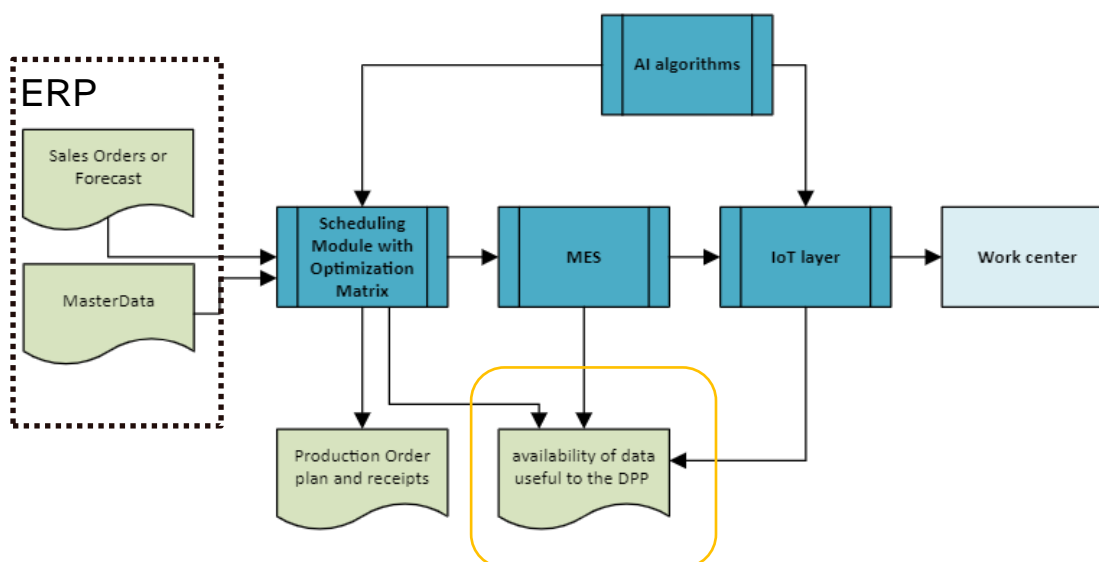 AI algorithms
ERP
Sales Orders or
Forecast
Scheduling
Module with
Optimization
Matrix
MES
IoT layer
Work center
MasterData
Production Order
plan and receipts
availability of data
useful to the DPP